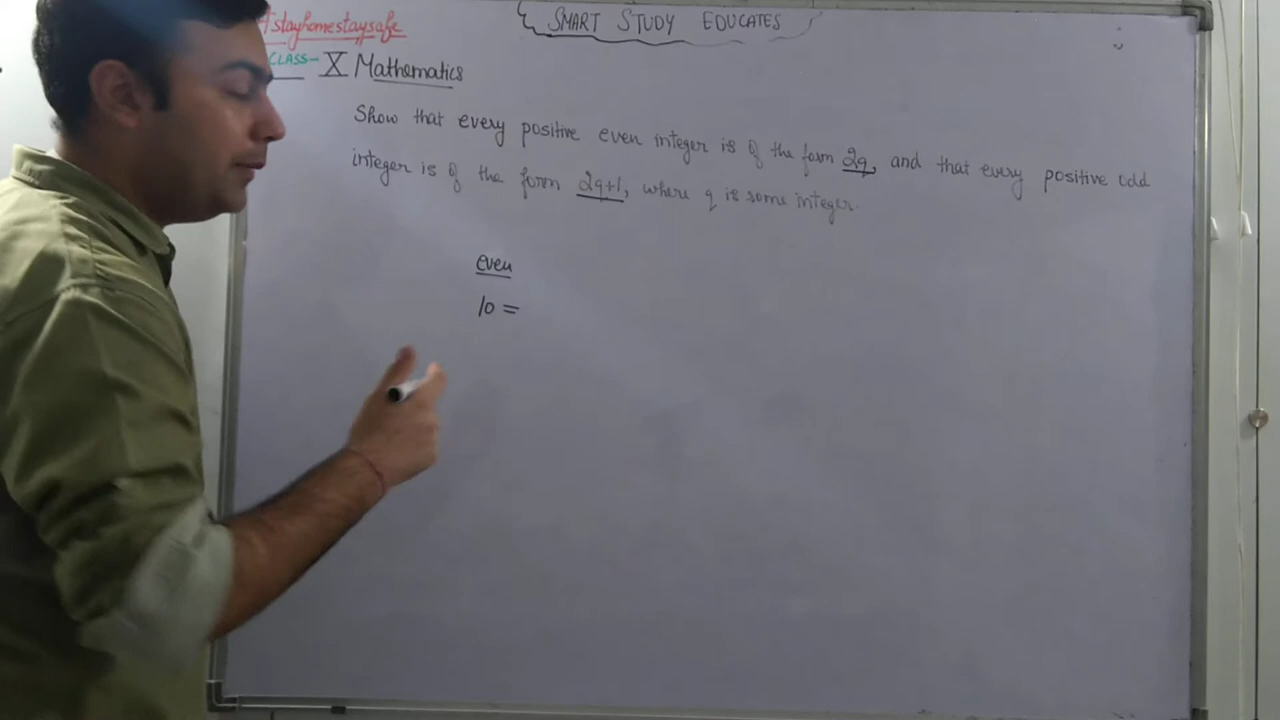 #stayhomestaysafe
SMART STUDY EDUCATES
CLASS- X Mathematics
Show that every positive even integer is of the form 2q, and that every positive odd
integer is of the form 2q+1, where q is some integer.
even
10 =